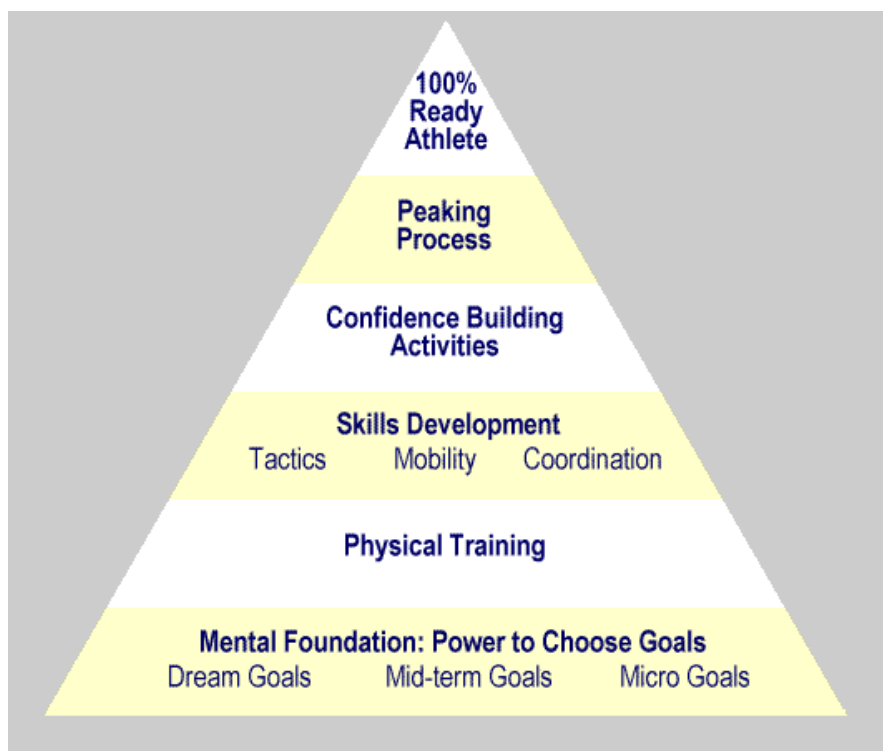 100%
Ready
Athlete
Peaking
Process
Confidence Building
Activities
Skills Development
Tactics Mobility Coordination
Physical Training
Mental Foundation: Power to Choose Goals
Dream Goals Mid-term Goals Micro Goals